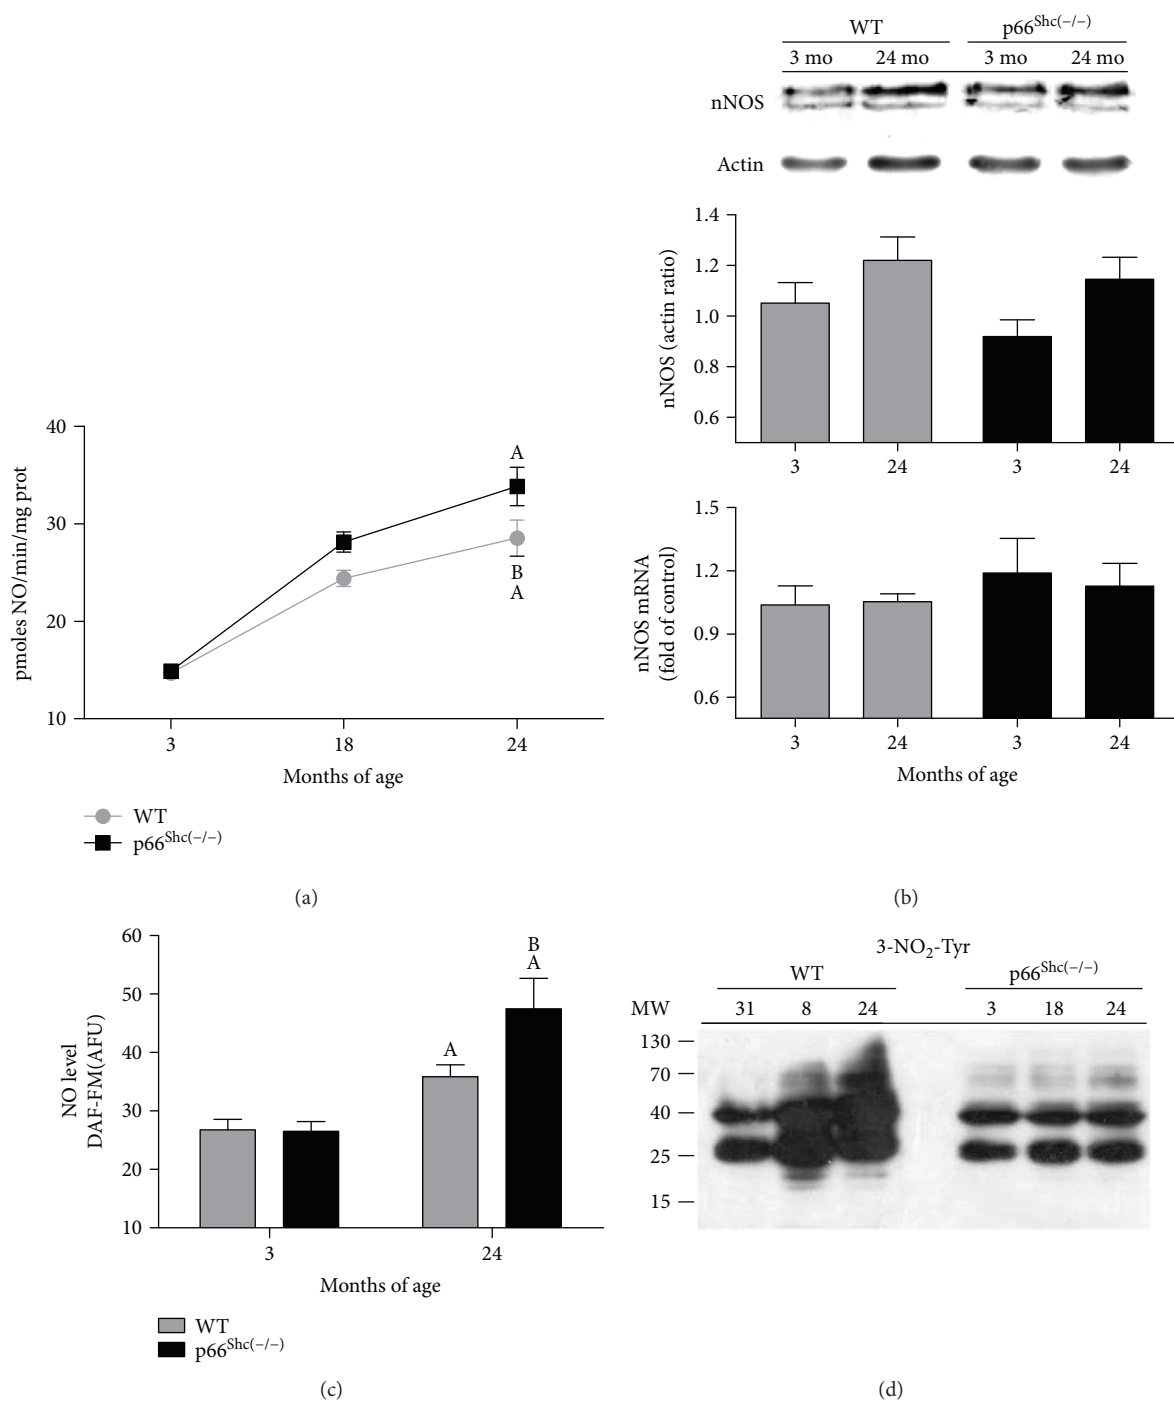 40
30
20
10
pmoles NO/min/mg prot
A
B
A
3 18 24
Months of age
WT
p66Shc(−/−)
(a)
WT p66Shc(−/−)
3 mo 24 mo 3 mo 24 mo
nNOS
Actin
1.4
1.2
1.0
0.8
0.6
nNOS (actin ratio)
3 24 3 24
1.5
1.2
0.9
0.6
nNOS mRNA
(fold of control)
3 24 3 24
Months of age
(b)
60
50
40
30
20
10
NO level
DAF-FM(AFU)
A
B
A
3 24
Months of age
WT
p66Shc(−/−)
(c)
3-NO2-Tyr
WT p66Shc(−/−)
MW 31 8 24 3 18 24
130
70
40
25
15
(d)